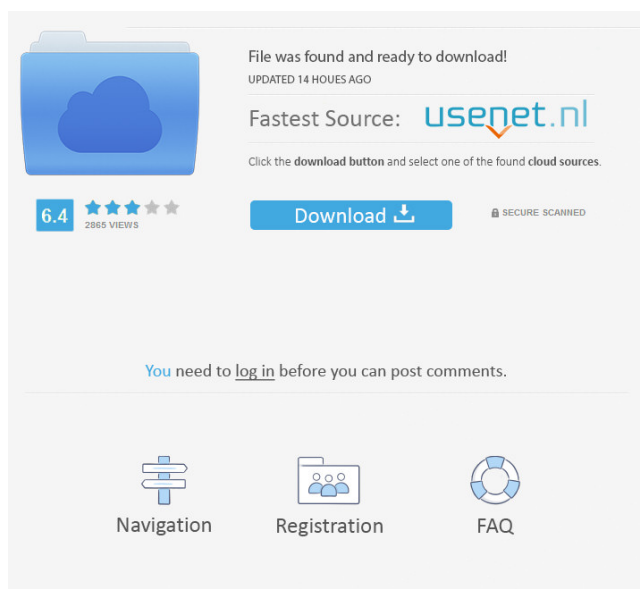 File was found and ready to download!
UPDATED 14 HOUES AGO
Fastest Source: usenet.nl
Click the download button and select one of the found cloud sources.
6.4
2865 VIEWS
Download
SECURE SCANNED
You need to log in before you can post comments.
Navigation
Registration
FAQ